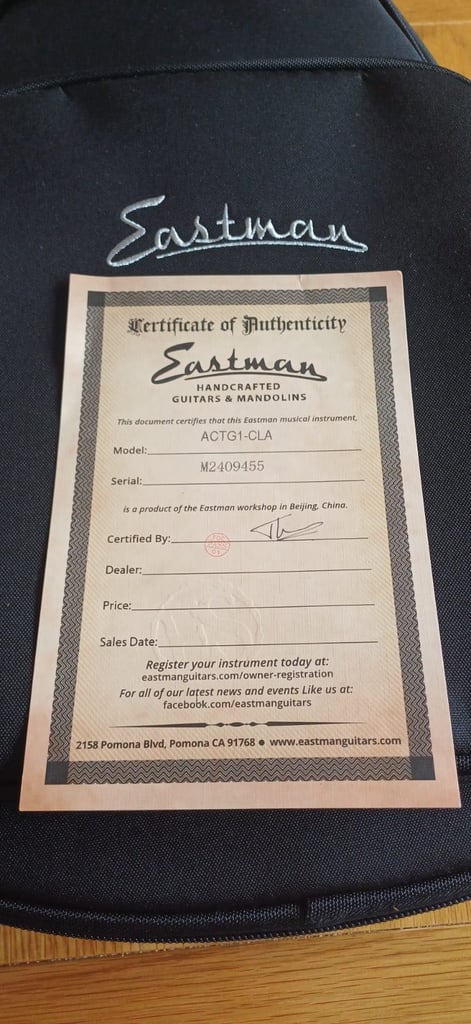 Eastman
Certificate of Authenticity
Eastman
HANDCRAFTED
GUITARS & MANDOLINS
This document certifies that this Eastman musical instrument,
ACTG1-CLA
Model:
M2409455
Serial:
is a product of the Eastman workshop in Beijing, China.
Certified By:
Dealer:
Price:
Sales Date:
Register your instrument today at:
eastmanguitars.com/owner-registration
For all of our latest news and events Like us at:
facebook.com/eastmanguitars
2158 Pomona Blvd, Pomona CA 91768 ● www.eastmanguitars.com